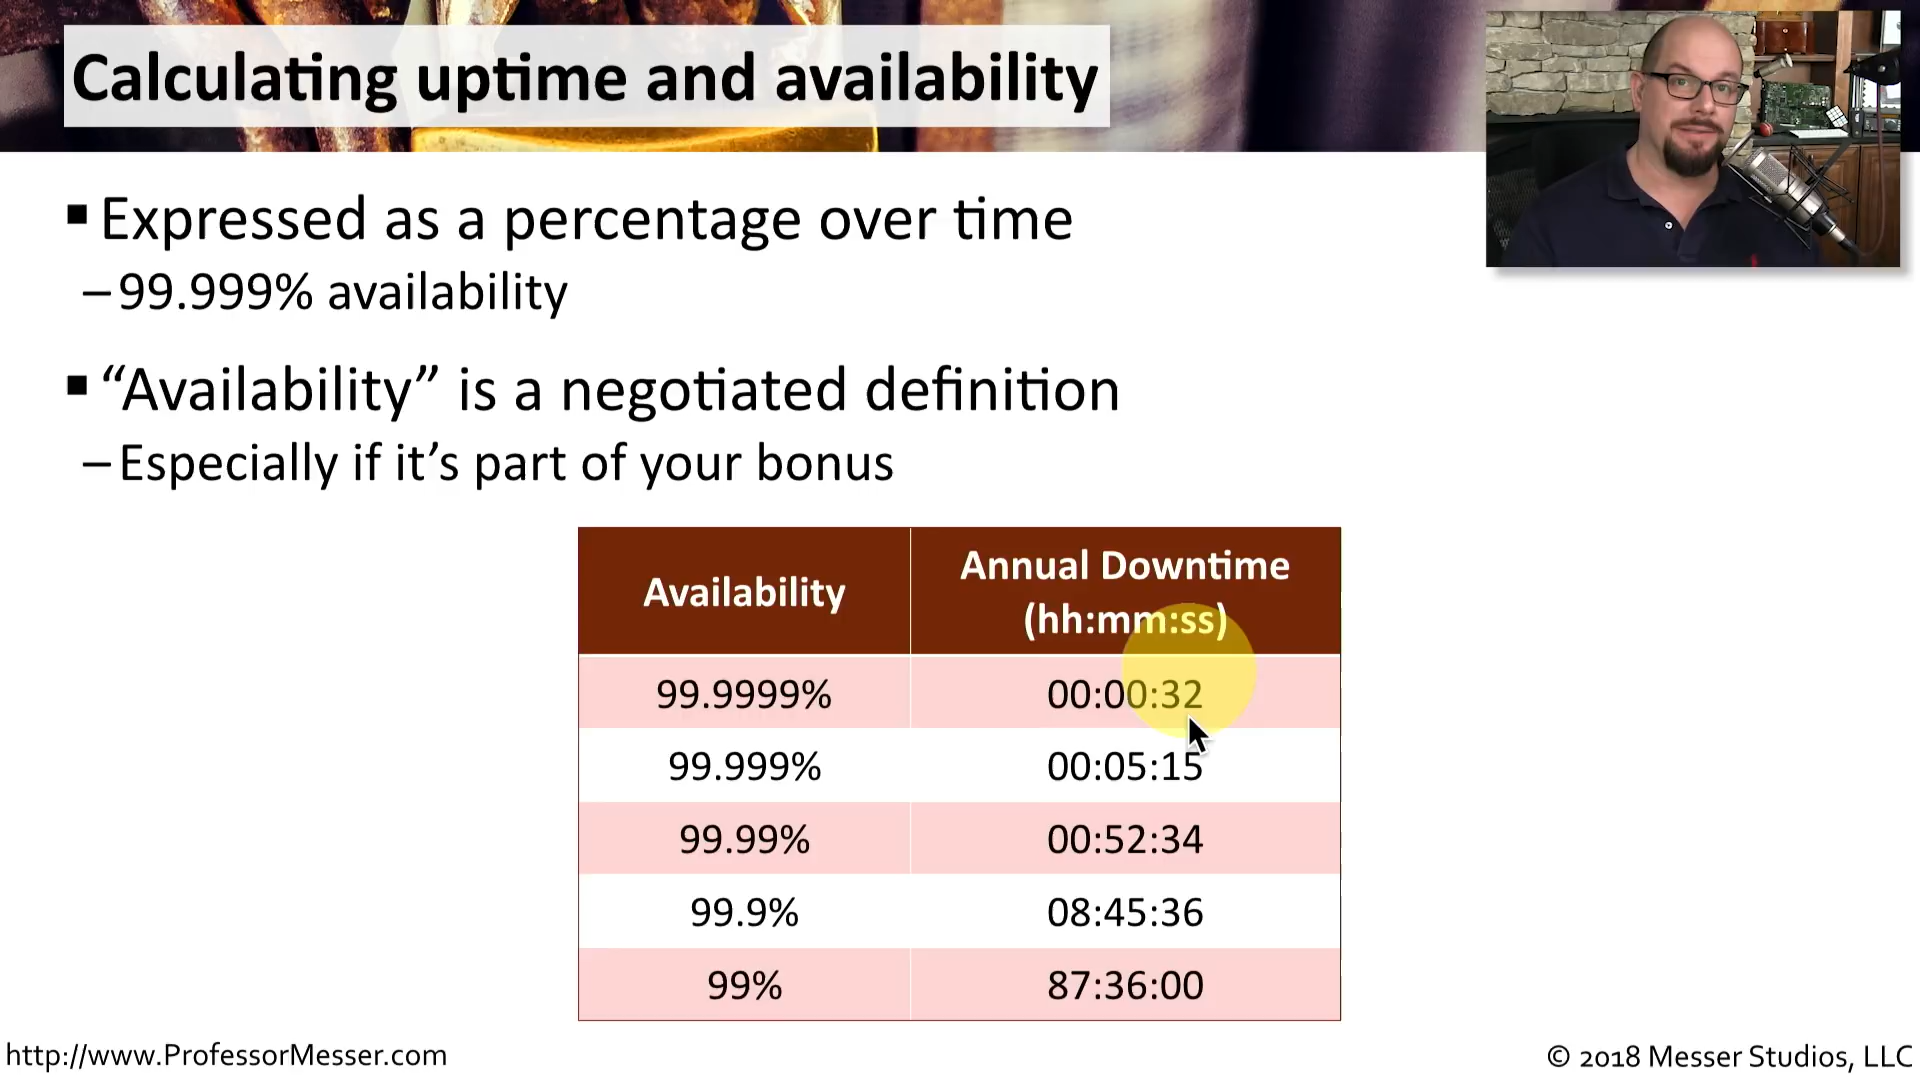 Calculating uptime and availability
▪ Expressed as a percentage over time
– 99.999% availability
▪ “Availability” is a negotiated definition
– Especially if it’s part of your bonus
Availability
Annual Downtime
(hh:mm:ss)
99.9999% 00:00:32
99.999% 00:05:15
99.99% 00:52:34
99.9% 08:45:36
99% 87:36:00
http://www.ProfessorMesser.com
© 2018 Messer Studios, LLC